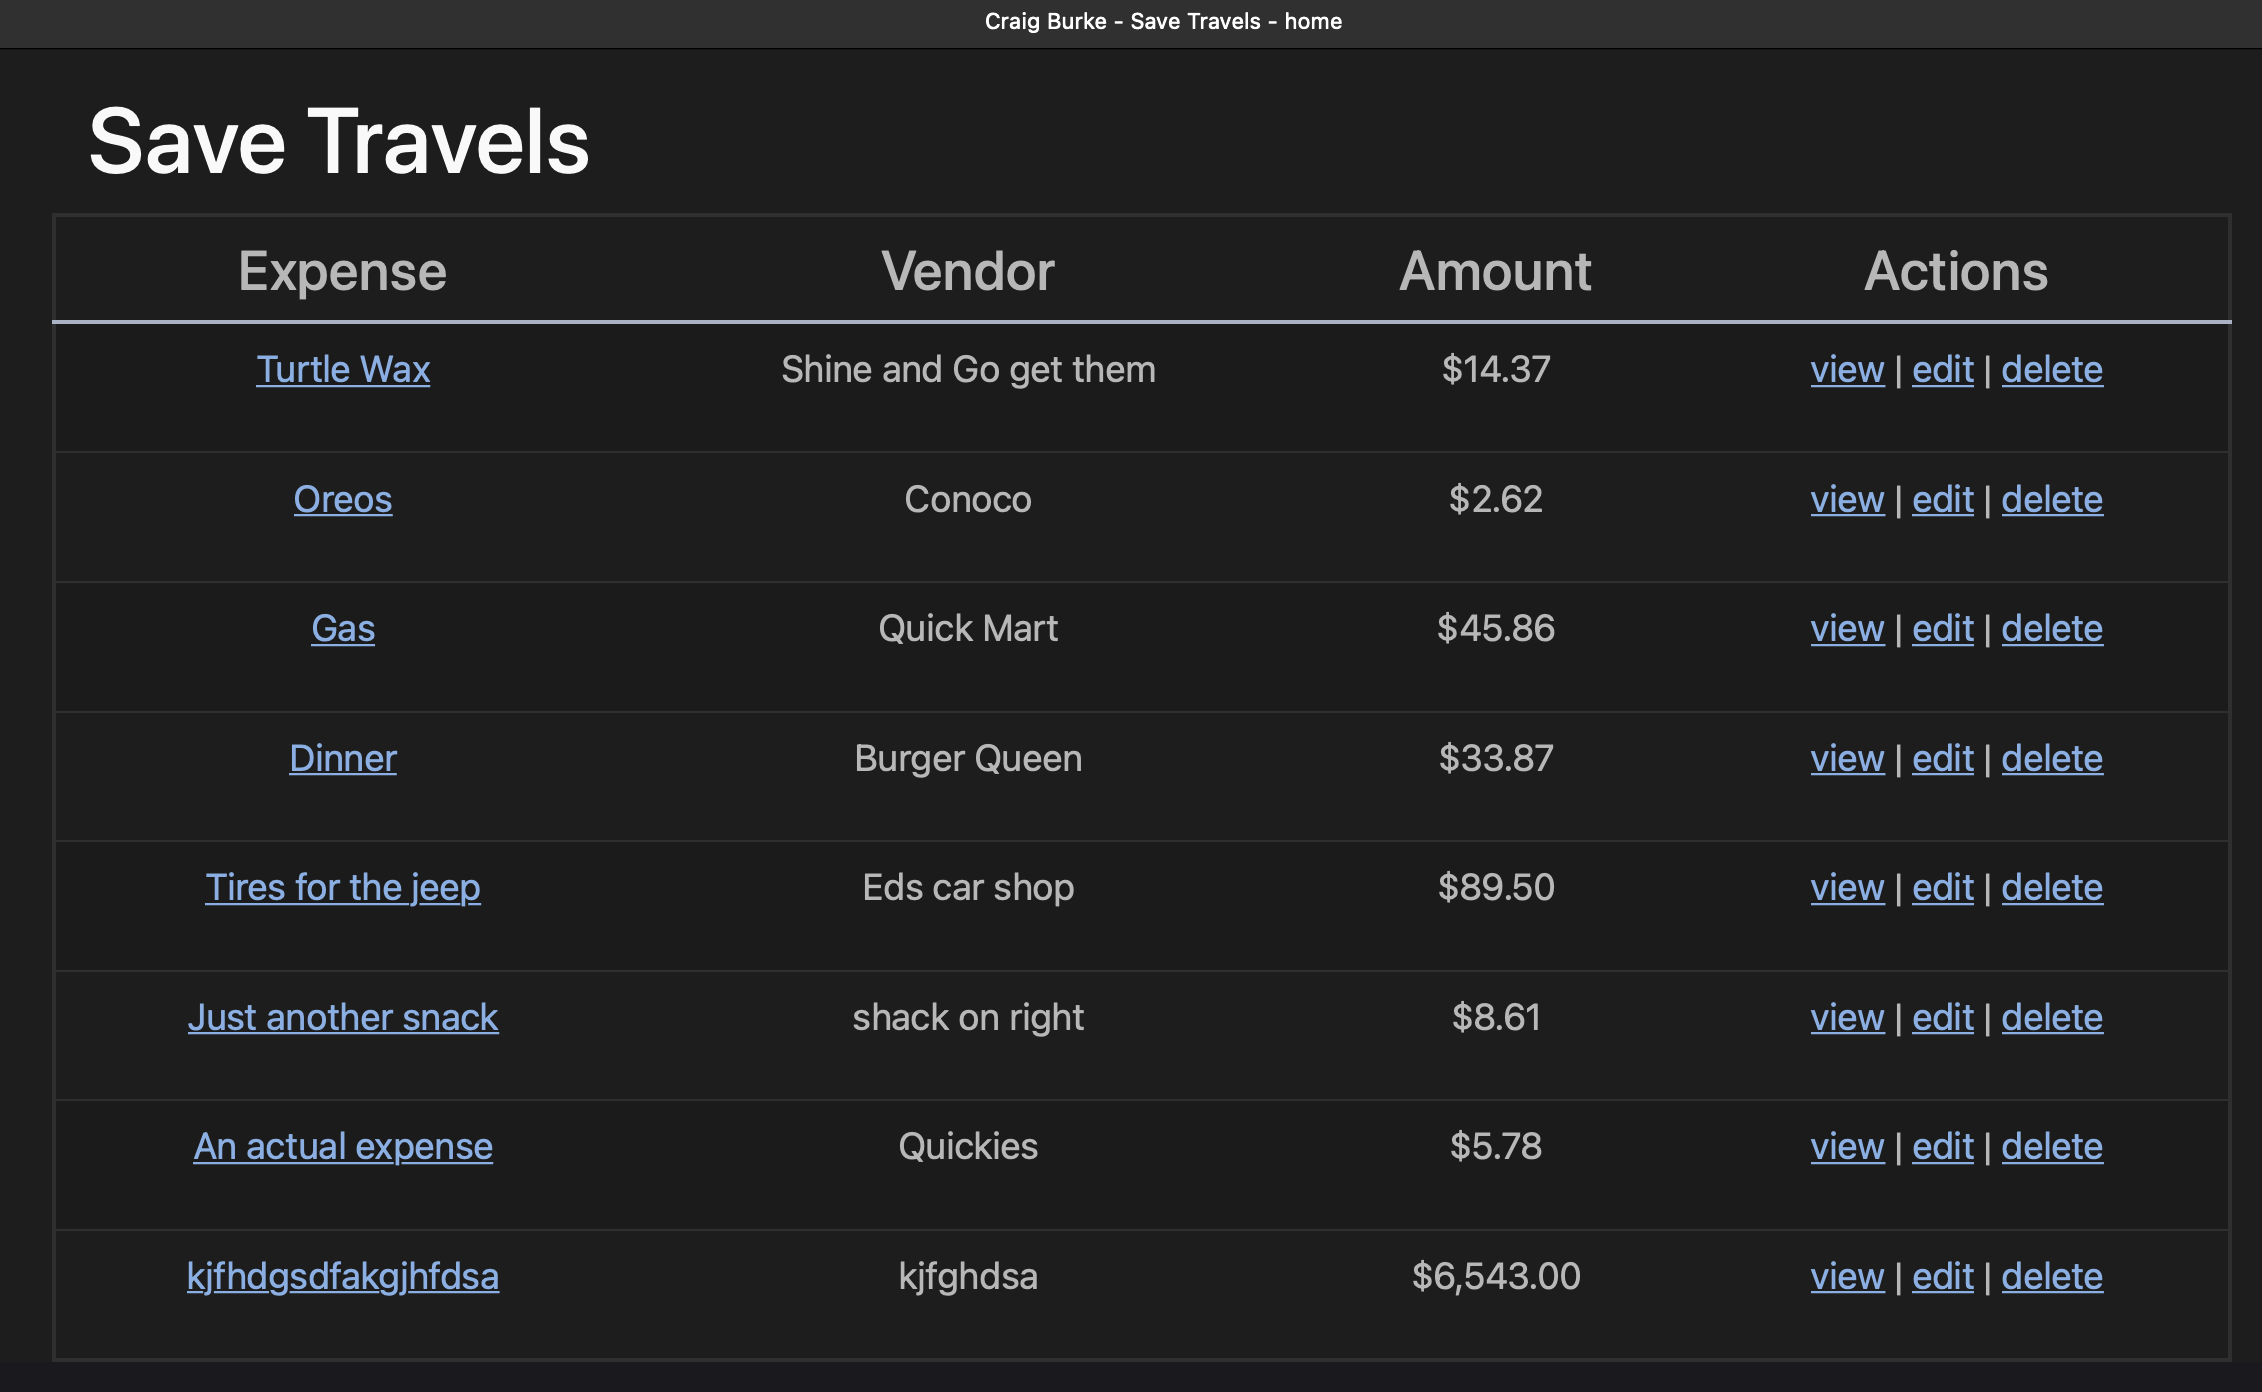 Craig Burke - Save Travels - home
Save Travels
Expense Vendor Amount Actions
Turtle Wax Shine and Go get them $14.37 view | edit | delete
Oreos Conoco $2.62 view | edit | delete
Gas Quick Mart $45.86 view | edit | delete
Dinner Burger Queen $33.87 view | edit | delete
Tires for the jeep Eds car shop $89.50 view | edit | delete
Just another snack shack on right $8.61 view | edit | delete
An actual expense Quickies $5.78 view | edit | delete
kjfhdgsdfakgjhfdsa kjfghdsa $6,543.00 view | edit | delete